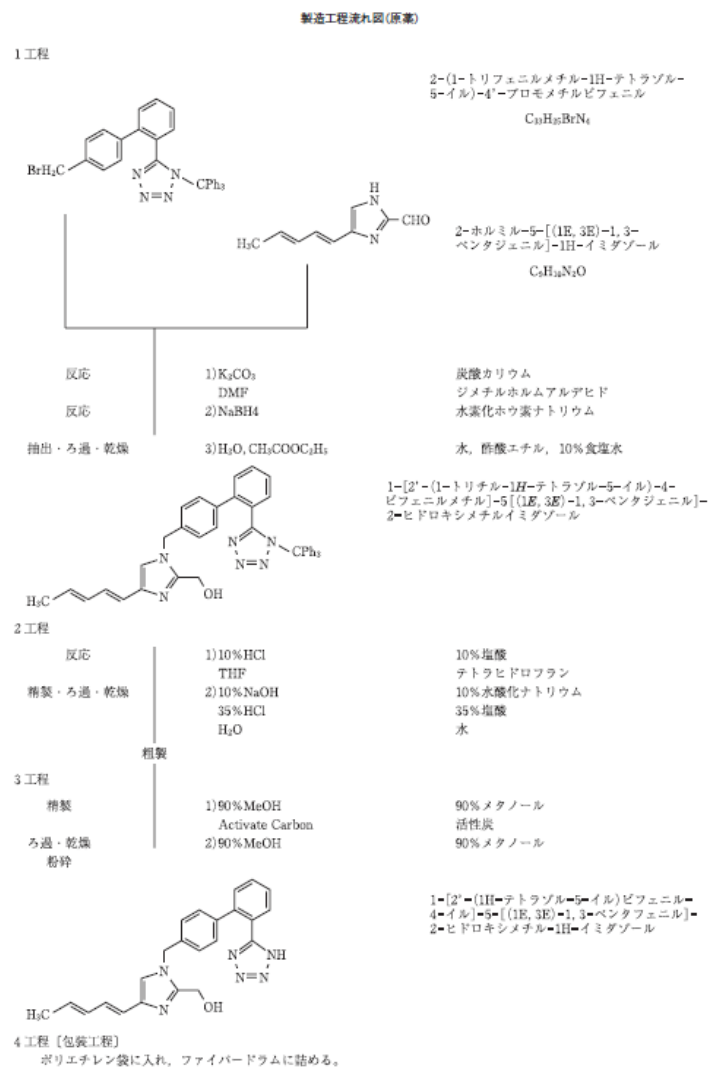 製造工程流れ図(原薬)
1工程
2-(1-トリフェニルメチル-1H-テトラゾル-
5-イル)-4'-ブロモメチルビフェニル
C₃₃H₂₅BrN₄
BrH₂C
N N CPh₃
N=N
H
N
CHO
N
H₃C
2-ホルミル-5-[(1E, 3E)-1, 3-
ペンタジェニル]-1H-イミダゾール
C₉H₁₀N₂O
反応 1)K₂CO₃ 炭酸カリウム
DMF ジメチルホルムアルデヒド
反応 2)NaBH4 水素化ホウ素ナトリウム
抽出・ろ過・乾燥 3)H₂O, CH₃COOC₂H₅ 水, 酢酸エチル, 10%食塩水
1-[2'-(1-トリチル-1H-テトラゾル-5-イル)-4-
ビフェニルメチル]-5[(1E, 3E)-1, 3-ペンタジェニル]-
2-ヒドロキシメチルイミダゾール
N N CPh₃
N=N
N
N
OH
H₃C
2工程
反応 1)10%HCl 10%塩酸
THF テトラヒドロフラン
精製・ろ過・乾燥 2)10%NaOH 10%水酸化ナトリウム
35%HCl 35%塩酸
H₂O 水
粗製
3工程
精製 1)90%MeOH 90%メタノール
Activate Carbon 活性炭
ろ過・乾燥 2)90%MeOH 90%メタノール
粉砕
1-[2'-(1H-テトラゾル-5-イル)ビフェニル-
4-イル]-5-[(1E, 3E)-1, 3-ペンタフェニル]-
2-ヒドロキシメチル-1H-イミダゾール
N NH
N=N
N
N
OH
H₃C
4工程〔包装工程〕
ポリエチレン袋に入れ, ファイバードラムに詰める。